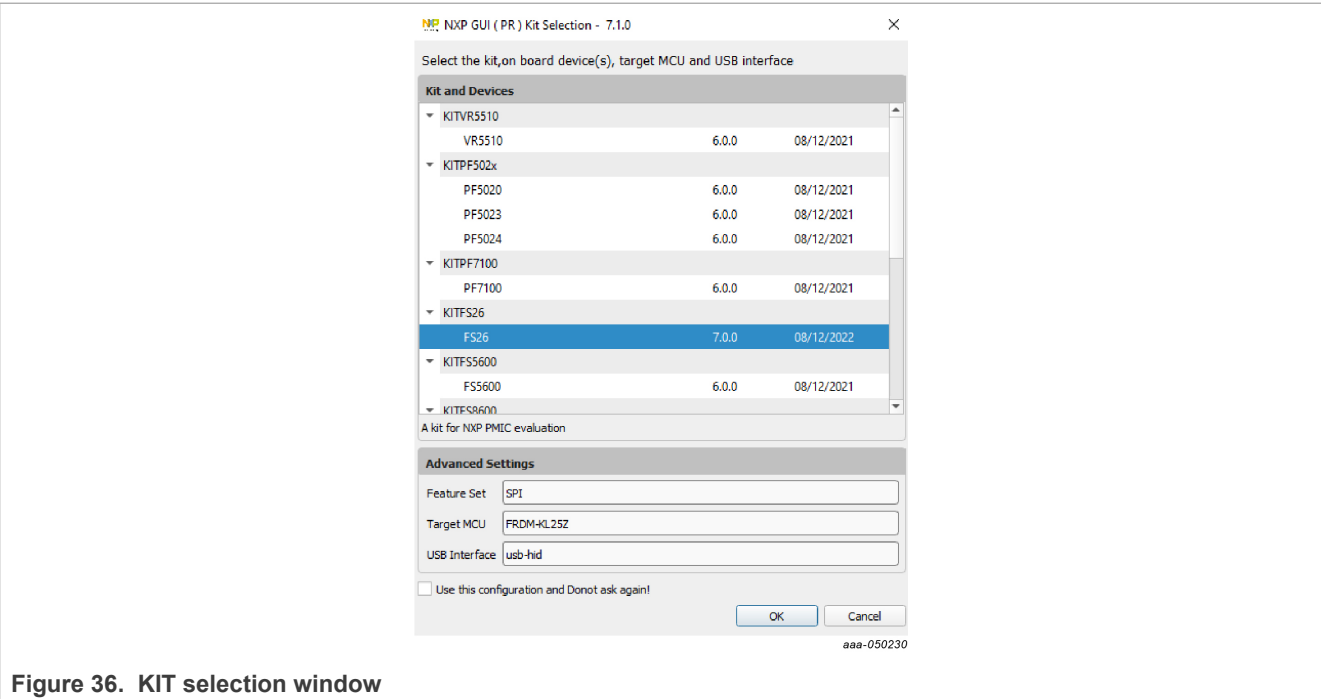 NXP GUI ( PR ) Kit Selection - 7.1.0
Select the kit,on board device(s), target MCU and USB interface
Kit and Devices
KITVR5510
VR5510 6.0.0 08/12/2021
KITPF502x
PF5020 6.0.0 08/12/2021
PF5023 6.0.0 08/12/2021
PF5024 6.0.0 08/12/2021
KITPF7100
PF7100 6.0.0 08/12/2021
KITFS26
FS26 7.0.0 08/12/2022
KITFS5600
FS5600 6.0.0 08/12/2021
KITFS8600
A kit for NXP PMIC evaluation
Advanced Settings
Feature Set SPI
Target MCU FRDM-KL25Z
USB Interface usb-hid
Use this configuration and Donot ask again!
OK Cancel
aaa-050230
Figure 36. KIT selection window